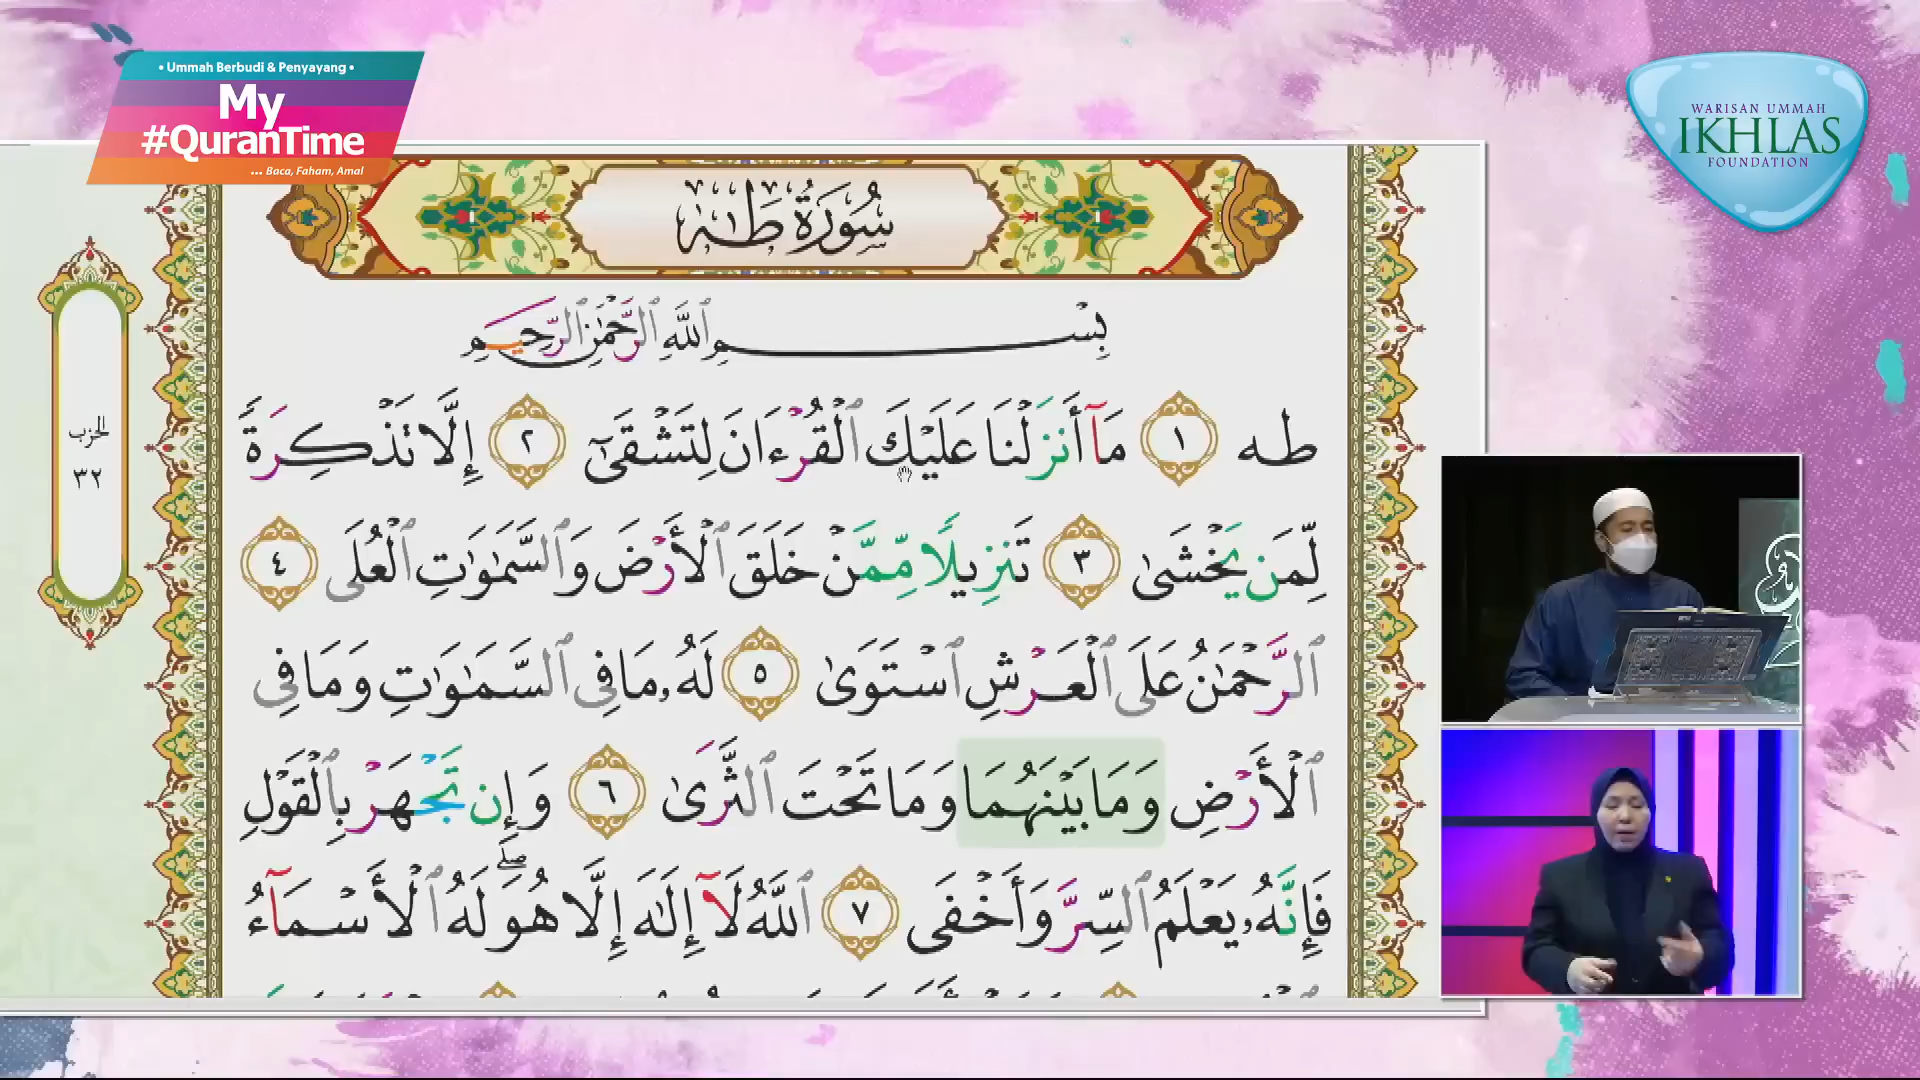 • Ummah Berbudi & Penyayang •
My
#QuranTime
... Baca, Faham, Amal
WARISAN UMMAH
IKHLAS
FOUNDATION
سُورَةُ طٰهٰ
بِسْمِ ٱللَّهِ ٱلرَّحْمَٰنِ ٱلرَّحِيمِ
طه ١ مَآ أَنزَلْنَا عَلَيْكَ ٱلْقُرْءَانَ لِتَشْقَىٰٓ ٢ إِلَّا تَذْكِرَةً
لِّمَن يَخْشَىٰ ٣ تَنزِيلًا مِّمَّنْ خَلَقَ ٱلْأَرْضَ وَٱلسَّمَٰوَٰتِ ٱلْعُلَى ٤
ٱلرَّحْمَٰنُ عَلَى ٱلْعَرْشِ ٱسْتَوَىٰ ٥ لَهُۥ مَا فِى ٱلسَّمَٰوَٰتِ وَمَا فِى
ٱلْأَرْضِ وَمَا بَيْنَهُمَا وَمَا تَحْتَ ٱلثَّرَىٰ ٦ وَإِن تَجْهَرْ بِٱلْقَوْلِ
فَإِنَّهُۥ يَعْلَمُ ٱلسِّرَّ وَأَخْفَى ٧ ٱللَّهُ لَآ إِلَٰهَ إِلَّا هُوَۖ لَهُ ٱلْأَسْمَآءُ
الحزب
٣٢